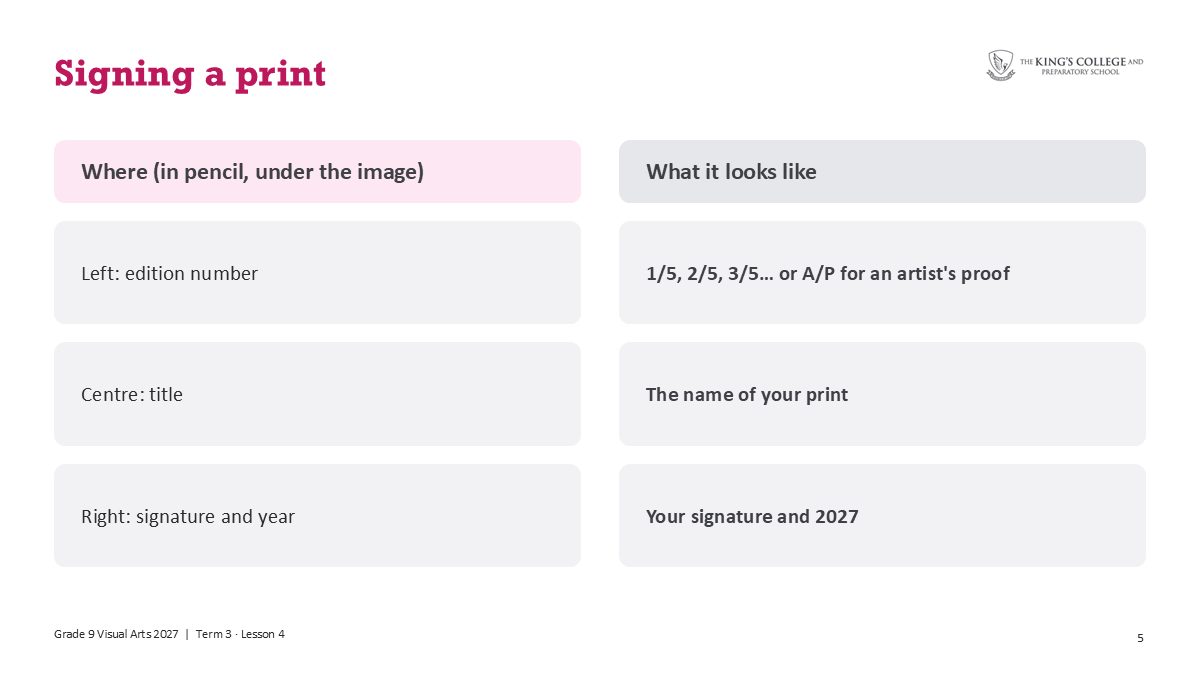 Signing a print
THE KING'S COLLEGE AND
PREPARATORY SCHOOL
Where (in pencil, under the image)
What it looks like
Left: edition number
1/5, 2/5, 3/5… or A/P for an artist's proof
Centre: title
The name of your print
Right: signature and year
Your signature and 2027
Grade 9 Visual Arts 2027 | Term 3 · Lesson 4
5